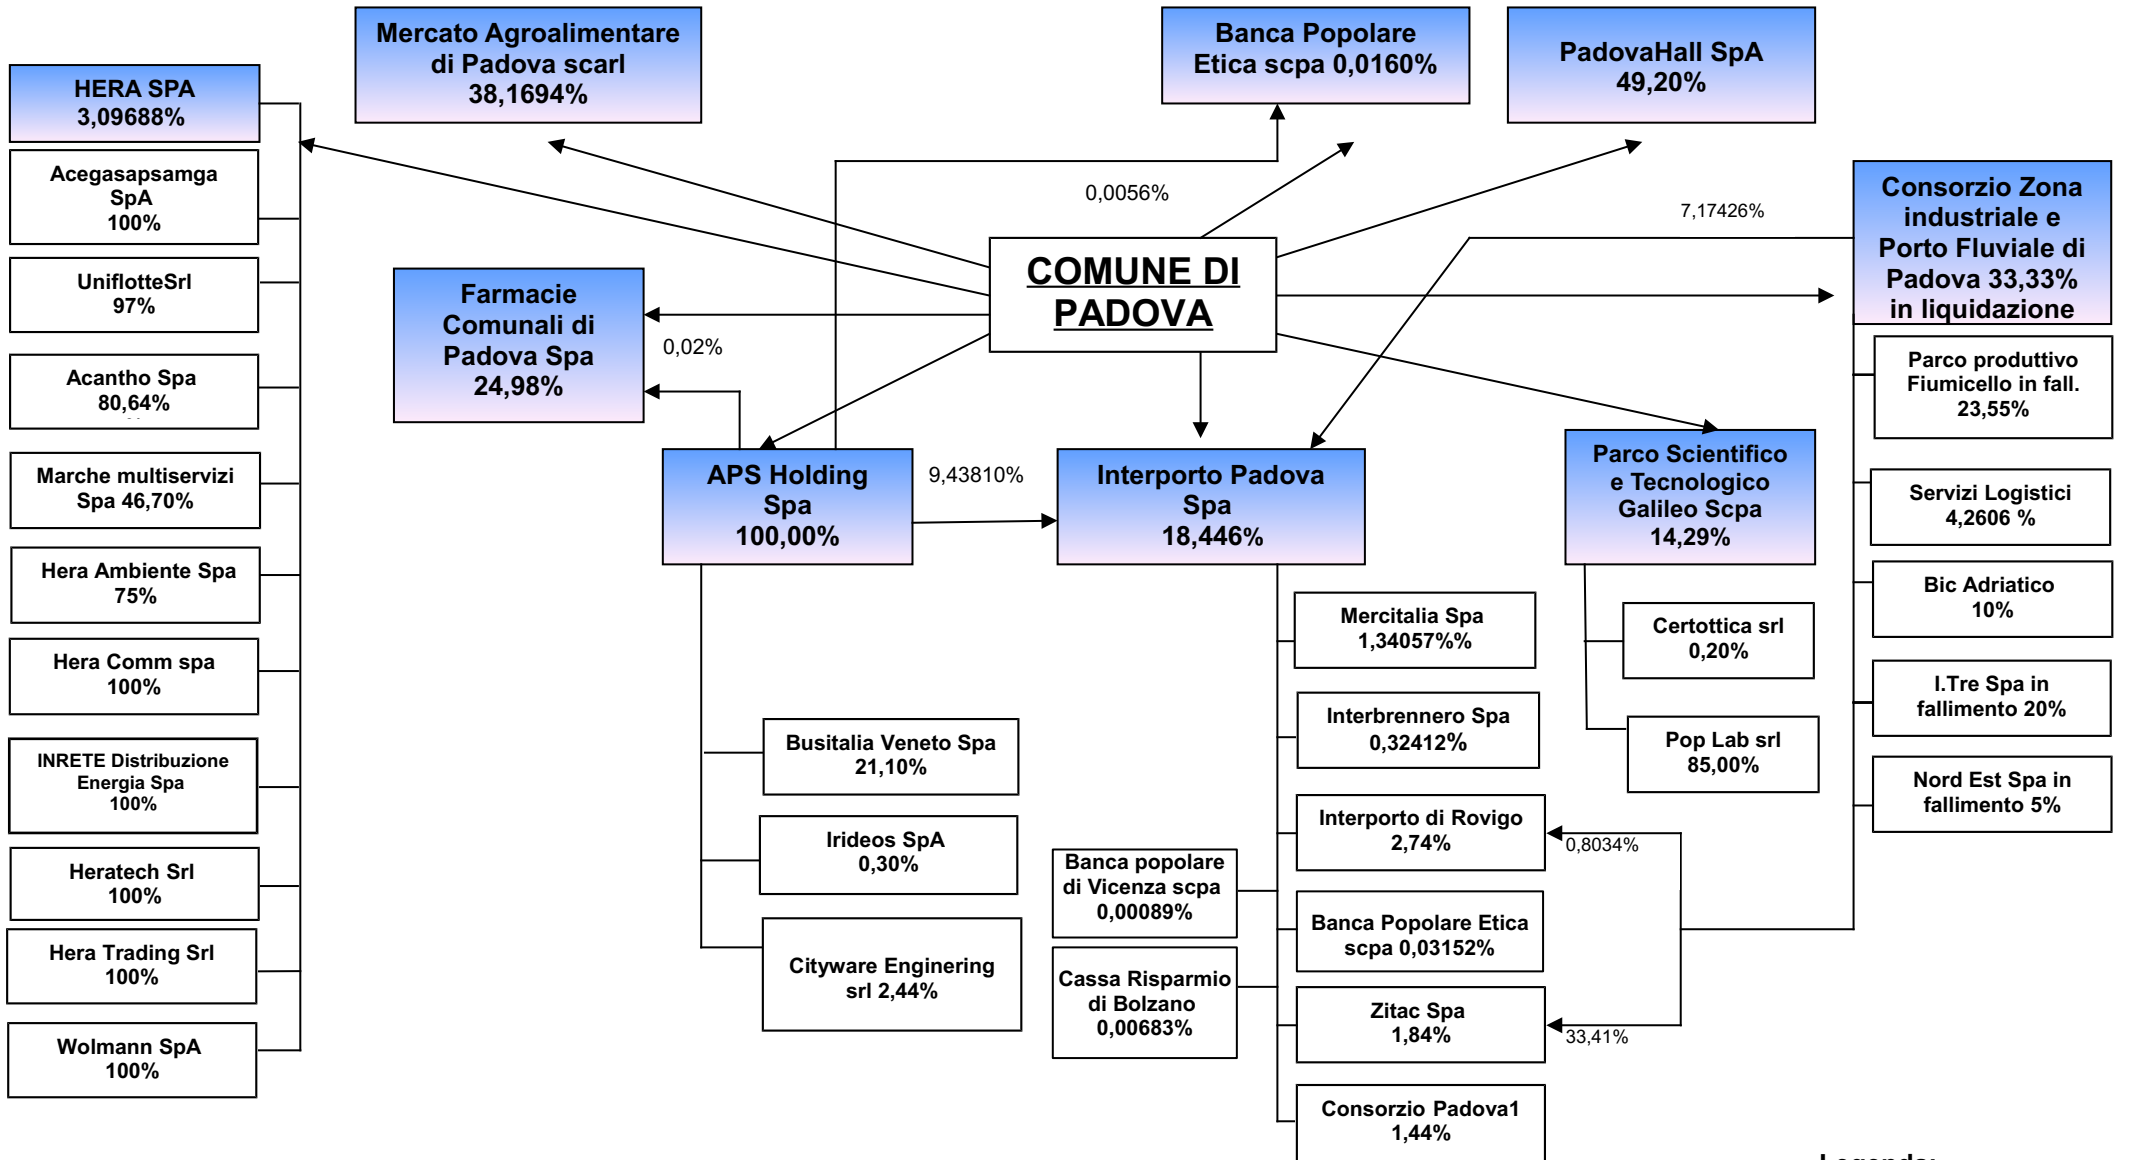 Mercato Agroalimentare
di Padova scarl
38,1694%
Banca Popolare
Etica scpa 0,0160%
PadovaHall SpA
49,20%
HERA SPA
3,09688%
Acegasapsamga
SpA
100%
UniflotteSrl
97%
Acantho Spa
80,64%
Marche multiservizi
Spa 46,70%
Hera Ambiente Spa
75%
Hera Comm spa
100%
INRETE Distribuzione
Energia Spa
100%
Heratech Srl
100%
Hera Trading Srl
100%
Wolmann SpA
100%
0,0056%
7,17426%
COMUNE DI
PADOVA
Consorzio Zona
industriale e
Porto Fluviale di
Padova 33,33%
in liquidazione
Farmacie
Comunali di
Padova Spa
24,98%
0,02%
APS Holding
Spa
100,00%
9,43810%
Interporto Padova
Spa
18,446%
Parco Scientifico
e Tecnologico
Galileo Scpa
14,29%
Parco produttivo
Fiumicello in fall.
23,55%
Servizi Logistici
4,2606 %
Bic Adriatico
10%
I.Tre Spa in
fallimento 20%
Nord Est Spa in
fallimento 5%
Busitalia Veneto Spa
21,10%
Irideos SpA
0,30%
Cityware Enginering
srl 2,44%
Mercitalia Spa
1,34057%%
Interbrennero Spa
0,32412%
Interporto di Rovigo
2,74%
0,8034%
Banca popolare
di Vicenza scpa
0,00089%
Banca Popolare Etica
scpa 0,03152%
Cassa Risparmio
di Bolzano
0,00683%
Zitac Spa
1,84%
33,41%
Consorzio Padova1
1,44%
Certottica srl
0,20%
Pop Lab srl
85,00%